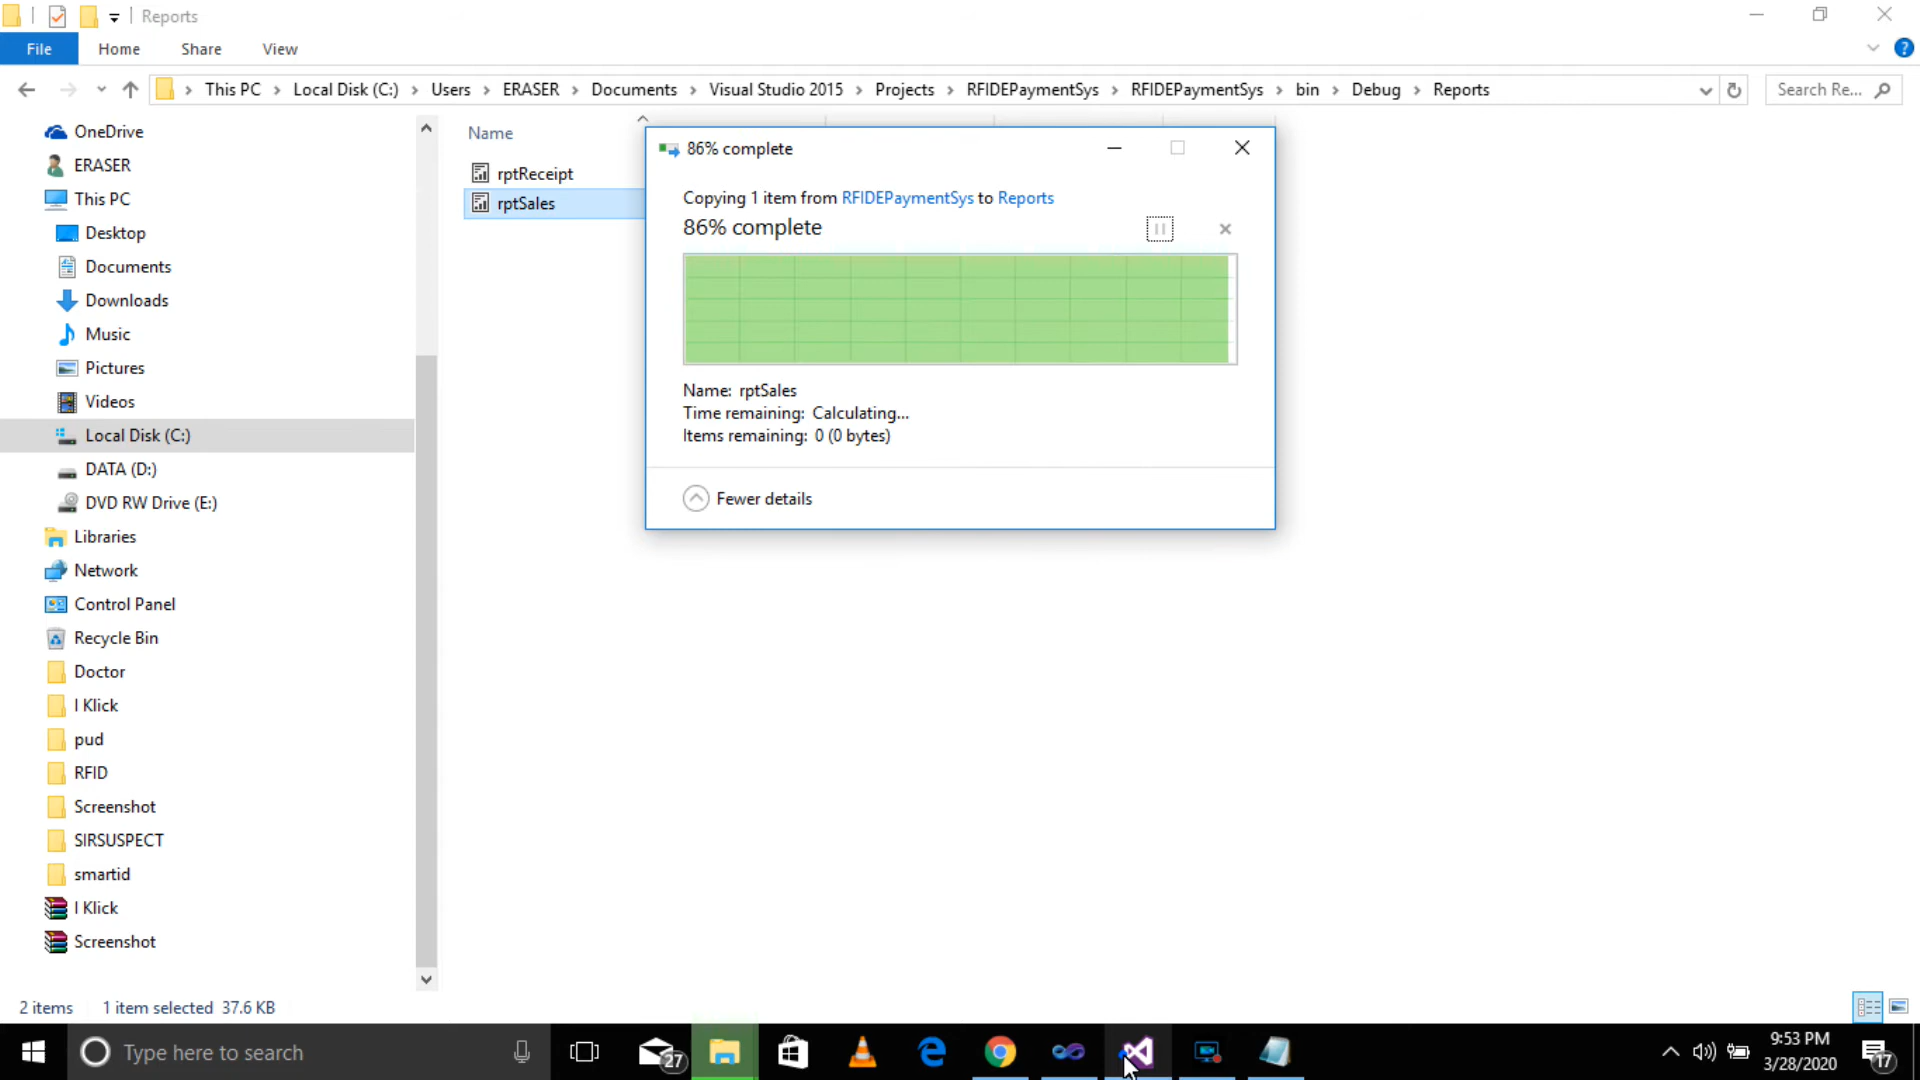 Reports
File Home Share View
This PC Local Disk (C:) Users ERASER Documents Visual Studio 2015 Projects RFIDEPaymentSys RFIDEPaymentSys bin Debug Reports
Search Re...
OneDrive
ERASER
This PC
Desktop
Documents
Downloads
Music
Pictures
Videos
Local Disk (C:)
DATA (D:)
DVD RW Drive (E:)
Libraries
Network
Control Panel
Recycle Bin
Doctor
I Klick
pud
RFID
Screenshot
SIRSUSPECT
smartid
I Klick
Screenshot
Name
rptReceipt
rptSales
86% complete
Copying 1 item from RFIDEPaymentSys to Reports
86% complete
Name: rptSales
Time remaining: Calculating...
Items remaining: 0 (0 bytes)
Fewer details
2 items 1 item selected 37.6 KB
Type here to search
27
9:53 PM
3/28/2020
17